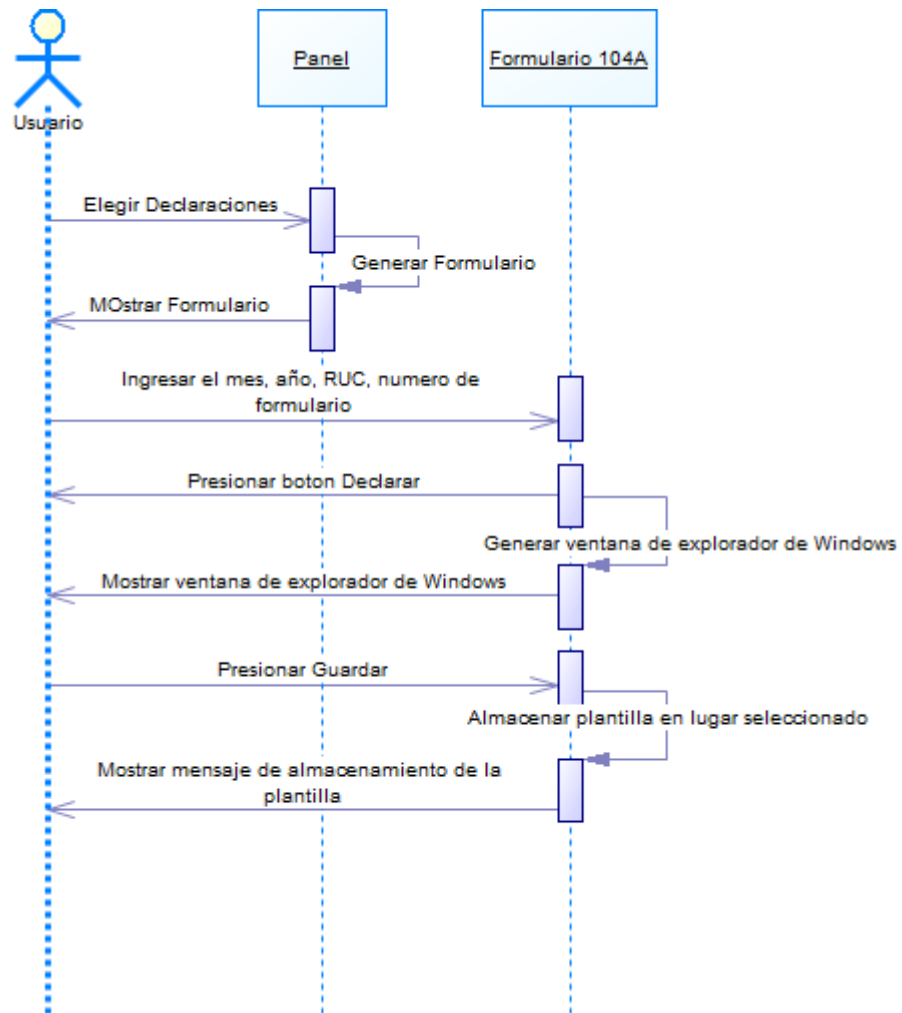 Panel
Formulario 104A
Usuario
Elegir Declaraciones
Generar Formulario
MOstrar Formulario
Ingresar el mes, año, RUC, numero de
formulario
Presionar boton Declarar
Generar ventana de explorador de Windows
Mostrar ventana de explorador de Windows
Presionar Guardar
Almacenar plantilla en lugar seleccionado
Mostrar mensaje de almacenamiento de la
plantilla